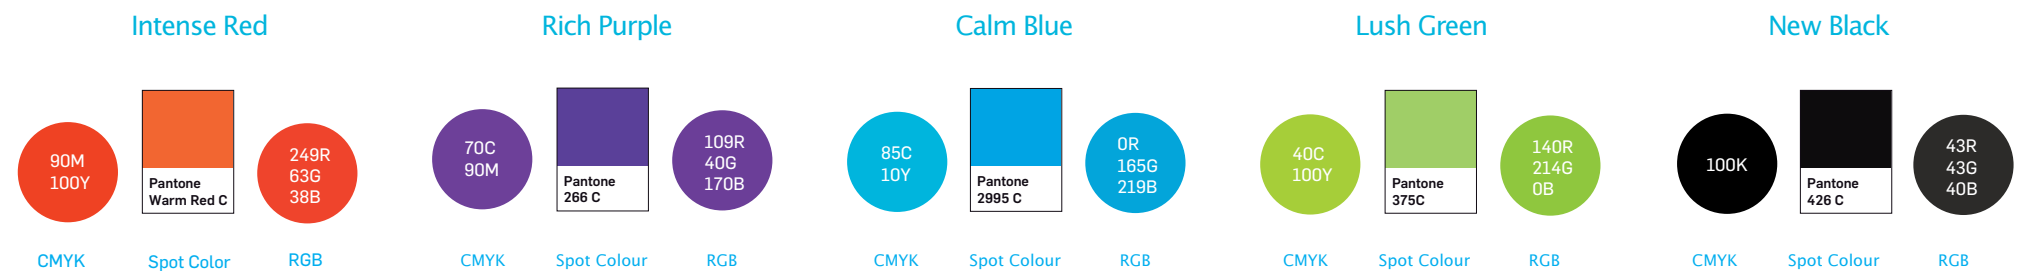 Intense Red
90M
100Y
Pantone
Warm Red C
249R
63G
38B
CMYK
Spot Color
RGB
Rich Purple
70C
90M
Pantone
266 C
109R
40G
170B
CMYK
Spot Colour
RGB
Calm Blue
85C
10Y
Pantone
2995 C
0R
165G
219B
CMYK
Spot Colour
RGB
Lush Green
40C
100Y
Pantone
375C
140R
214G
0B
CMYK
Spot Colour
RGB
New Black
100K
Pantone
426 C
43R
43G
40B
CMYK
Spot Colour
RGB